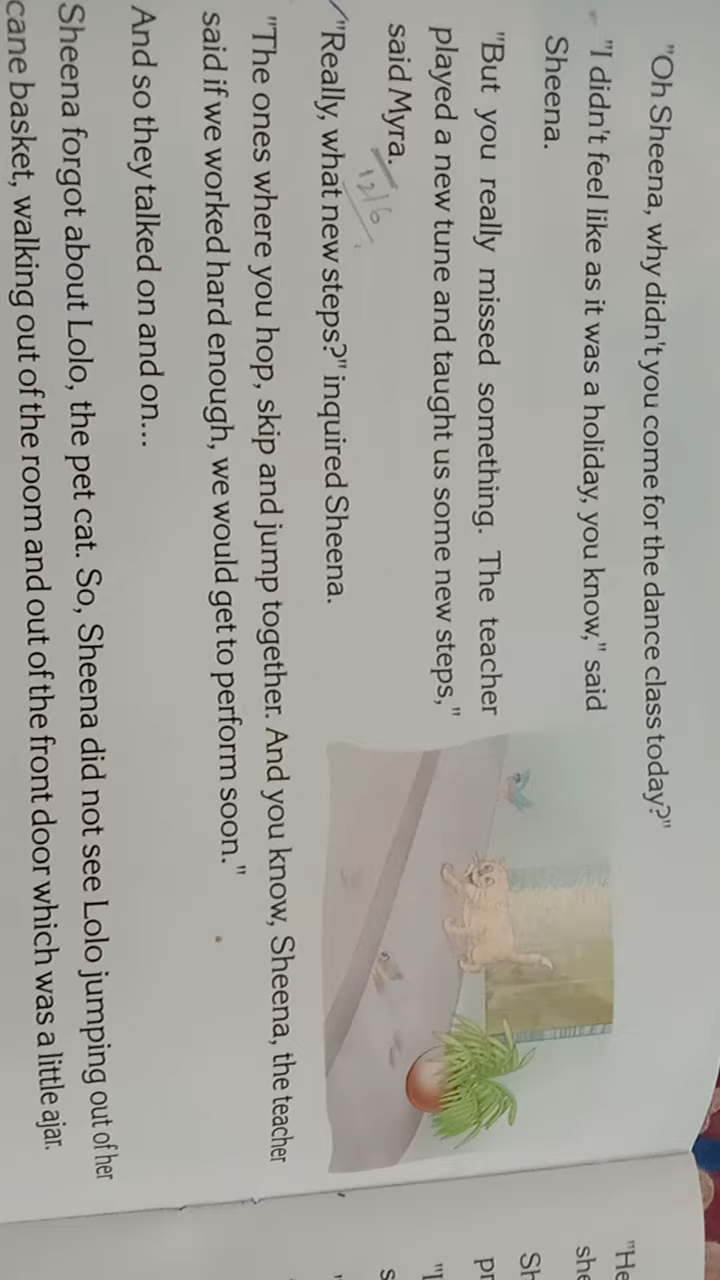 "Oh Sheena, why didn't you come for the dance class today?"
"I didn't feel like as it was a holiday, you know," said
Sheena.
"But you really missed something. The teacher
played a new tune and taught us some new steps,"
said Myra.
12/6
"Really, what new steps?" inquired Sheena.
"The ones where you hop, skip and jump together. And you know, Sheena, the teacher
said if we worked hard enough, we would get to perform soon."
And so they talked on and on...
Sheena forgot about Lolo, the pet cat. So, Sheena did not see Lolo jumping out of her
cane basket, walking out of the room and out of the front door which was a little ajar.
"He
she
Sh
pr